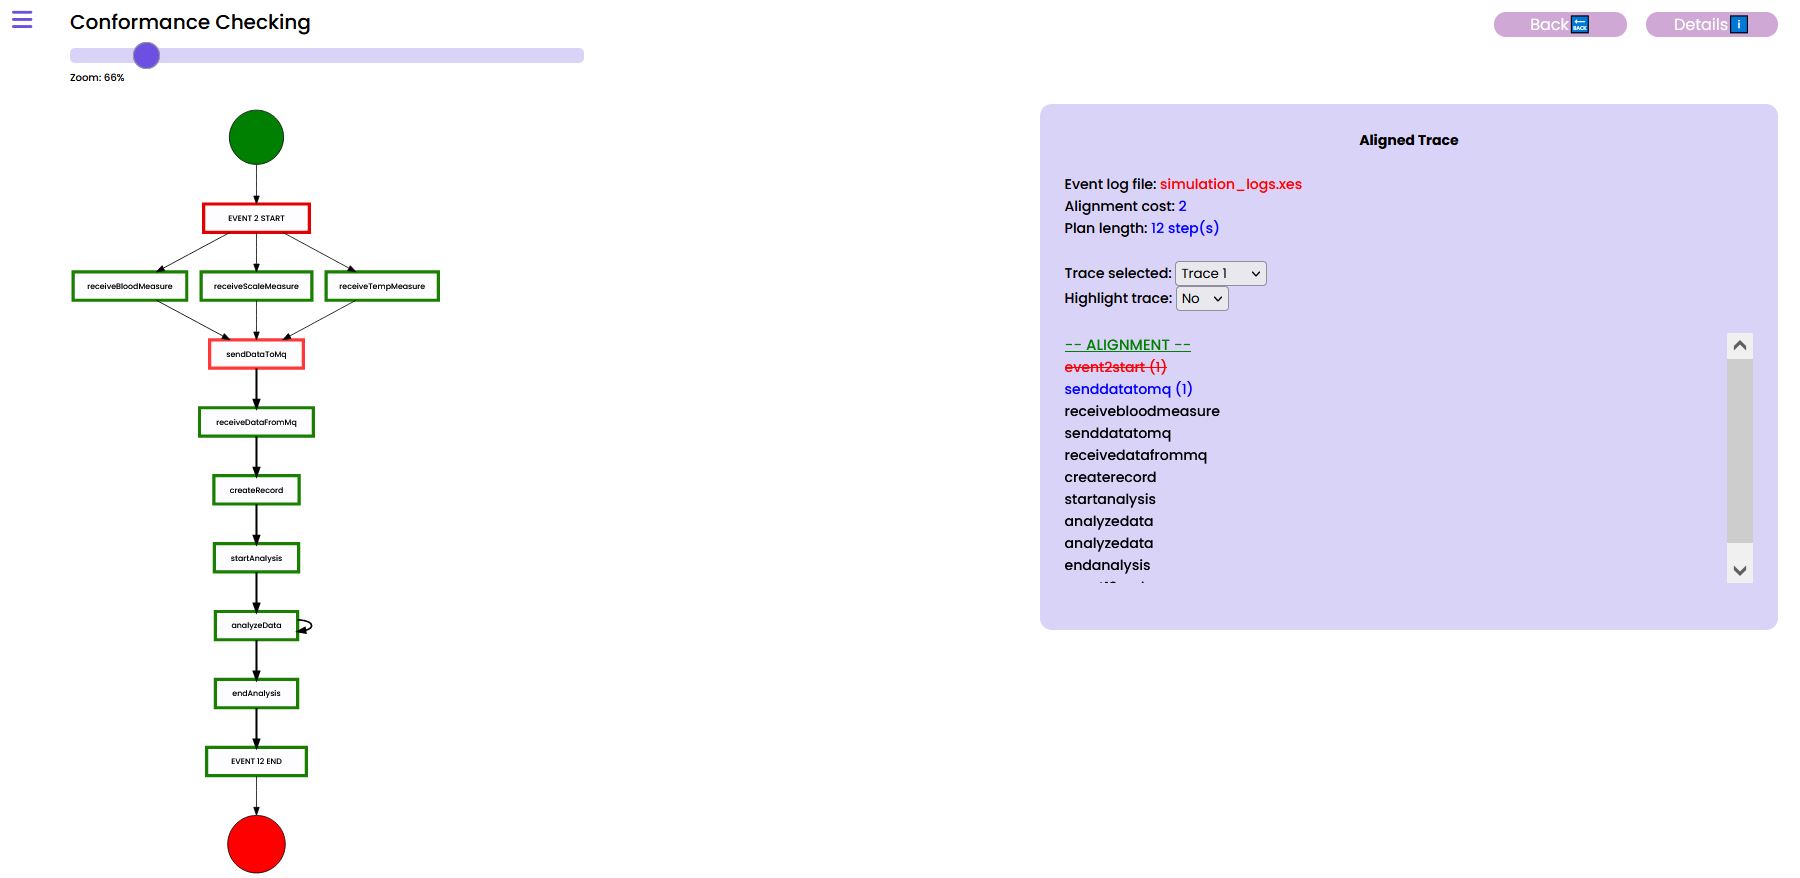 Conformance Checking
Back
BACK
Details i
Zoom: 66%
EVENT 2 START
receiveBloodMeasure
receiveScaleMeasure
receiveTempMeasure
sendDataToMq
receiveDataFromMq
createRecord
startAnalysis
analyzeData
endAnalysis
EVENT 12 END
Aligned Trace
Event log file: simulation_logs.xes
Alignment cost: 2
Plan length: 12 step(s)
Trace selected: Trace 1
Highlight trace: No
-- ALIGNMENT --
event2start (1)
senddatatomq (1)
receivebloodmeasure
senddatatomq
receivedatafrommq
createrecord
startanalysis
analyzedata
analyzedata
endanalysis